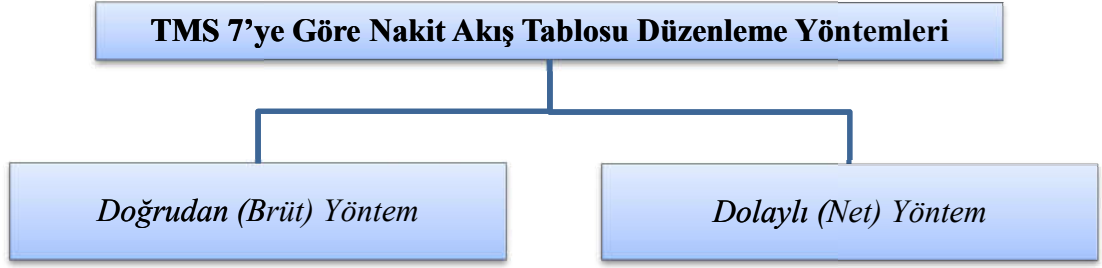 TMS 7’ye Göre Nakit Akış Tablosu Düzenleme Yöntemleri
Doğrudan (Brüt) Yöntem
Dolaylı (Net) Yöntem